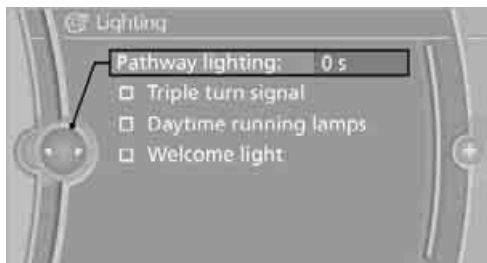 Lighting
Pathway lighting: 0 s
Triple turn signal
Daytime running lamps
Welcome light